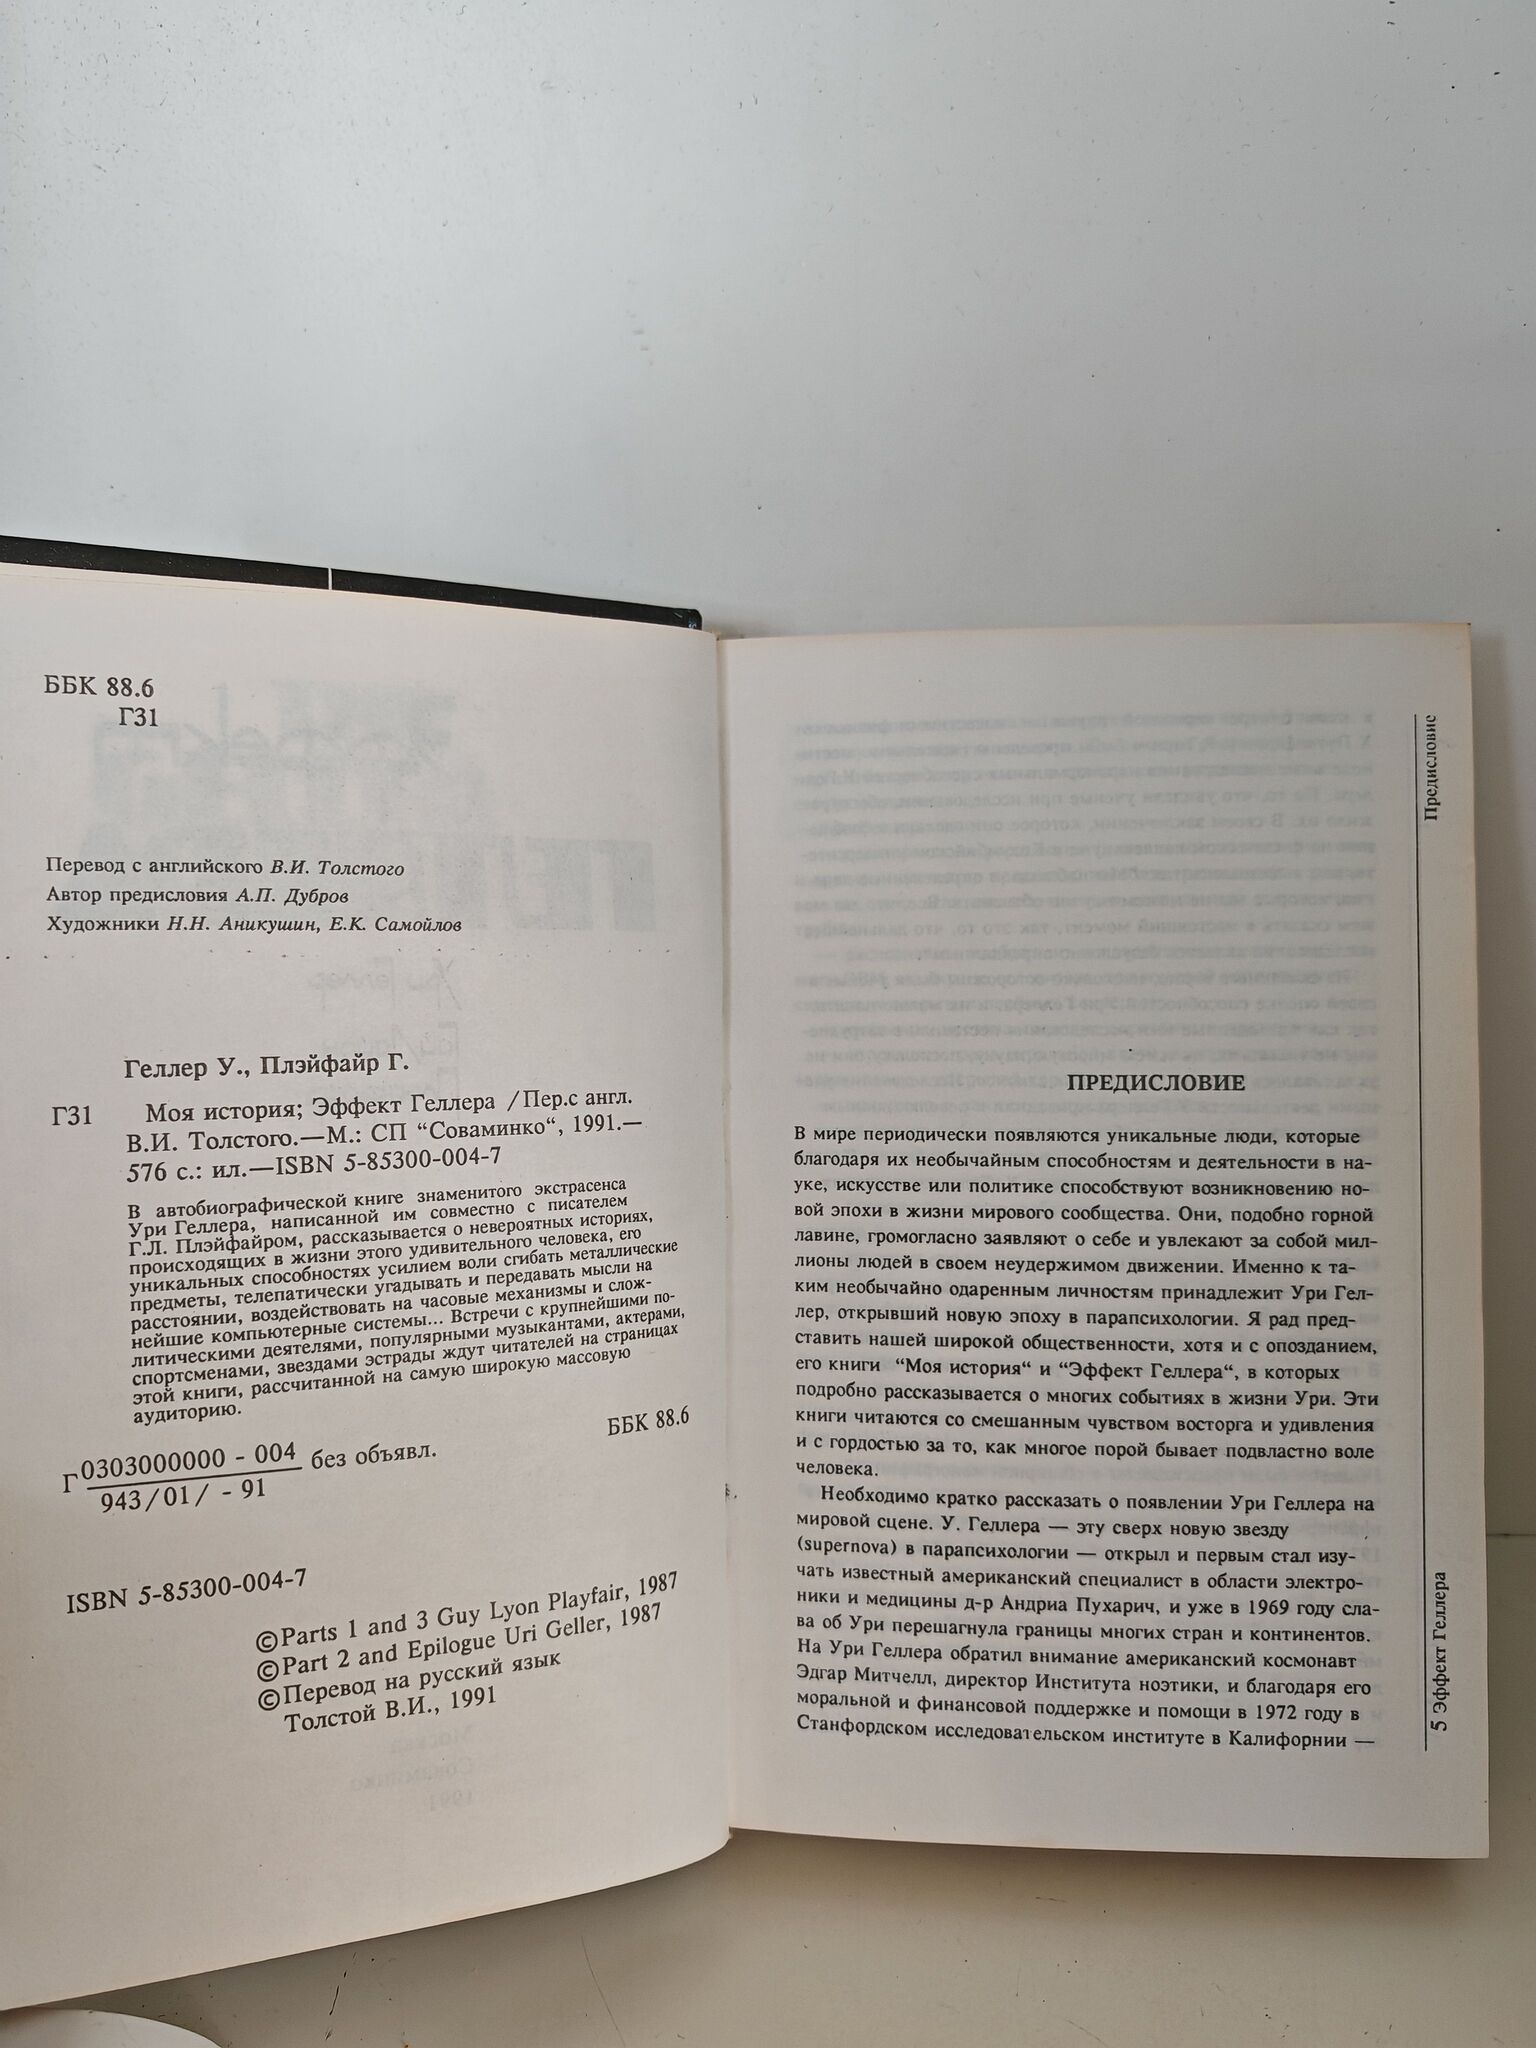 ББК 88.6
Г31
Перевод с английского В.И. Толстого
Автор предисловия А.П. Дубров
Художники Н.Н. Аникушин, Е.К. Самойлов
Геллер У., Плэйфайр Г.
Г31 Моя история; Эффект Геллера /Пер.с англ.
В.И. Толстого.—М.: СП “Соваминко“, 1991.—
576 с.: ил.—ISBN 5-85300-004-7
В автобиографической книге знаменитого экстрасенса
Ури Геллера, написанной им совместно с писателем
Г.Л. Плэйфайром, рассказывается о невероятных историях,
происходящих в жизни этого удивительного человека, его
уникальных способностях усилием воли сгибать металлические
предметы, телепатически угадывать и передавать мысли на
расстоянии, воздействовать на часовые механизмы и слож-
нейшие компьютерные системы... Встречи с крупнейшими по-
литическими деятелями, популярными музыкантами, актерами,
спортсменами, звездами эстрады ждут читателей на страницах
этой книги, рассчитанной на самую широкую массовую
аудиторию.
ББК 88.6
Г 0303000000 - 004 без объявл.
943/01/ - 91
ISBN 5-85300-004-7
©Parts 1 and 3 Guy Lyon Playfair, 1987
©Part 2 and Epilogue Uri Geller, 1987
©Перевод на русский язык
Толстой В.И., 1991
Предисловие
ПРЕДИСЛОВИЕ
В мире периодически появляются уникальные люди, которые
благодаря их необычайным способностям и деятельности в на-
уке, искусстве или политике способствуют возникновению но-
вой эпохи в жизни мирового сообщества. Они, подобно горной
лавине, громогласно заявляют о себе и увлекают за собой мил-
лионы людей в своем неудержимом движении. Именно к та-
ким необычайно одаренным личностям принадлежит Ури Гел-
лер, открывший новую эпоху в парапсихологии. Я рад пред-
ставить нашей широкой общественности, хотя и с опозданием,
его книги “Моя история“ и “Эффект Геллера“, в которых
подробно рассказывается о многих событиях в жизни Ури. Эти
книги читаются со смешанным чувством восторга и удивления
и с гордостью за то, как многое порой бывает подвластно воле
человека.
Необходимо кратко рассказать о появлении Ури Геллера на
мировой сцене. У. Геллера — эту сверх новую звезду
(supernova) в парапсихологии — открыл и первым стал изу-
чать известный американский специалист в области электро-
ники и медицины д-р Андриа Пухарич, и уже в 1969 году сла-
ва об Ури перешагнула границы многих стран и континентов.
На Ури Геллера обратил внимание американский космонавт
Эдгар Митчелл, директор Института ноэтики, и благодаря его
моральной и финансовой поддержке и помощи в 1972 году в
Станфордском исследовательском институте в Калифорнии —
5 Эффект Геллера